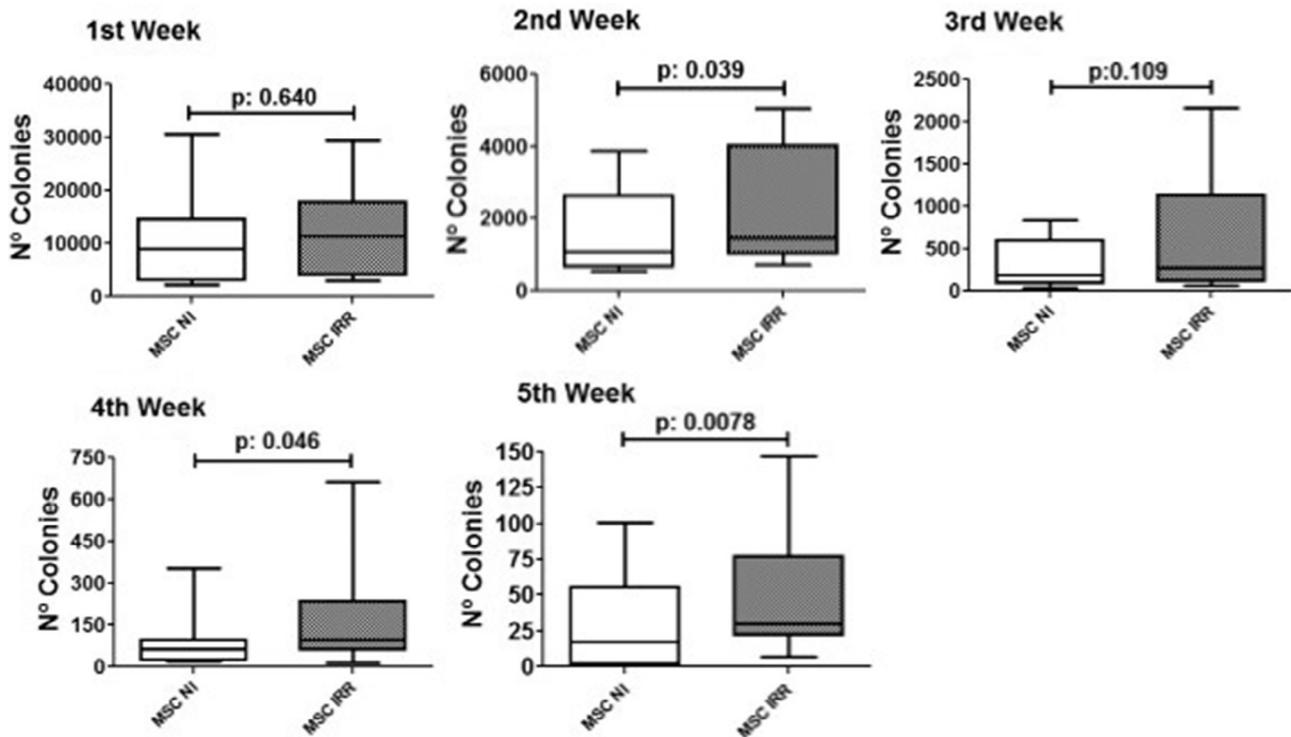 1st Week
p: 0.640
Nº Colonies
40000
30000
20000
10000
0
MSC NI
MSC IRR
2nd Week
p: 0.039
Nº Colonies
6000
4000
2000
0
MSC NI
MSC IRR
3rd Week
p:0.109
Nº Colonies
2500
2000
1500
1000
500
0
MSC NI
MSC IRR
4th Week
p: 0.046
Nº Colonies
750
600
450
300
150
0
MSC NI
MSC IRR
5th Week
p: 0.0078
Nº Colonies
150
125
100
75
50
25
0
MSC NI
MSC IRR